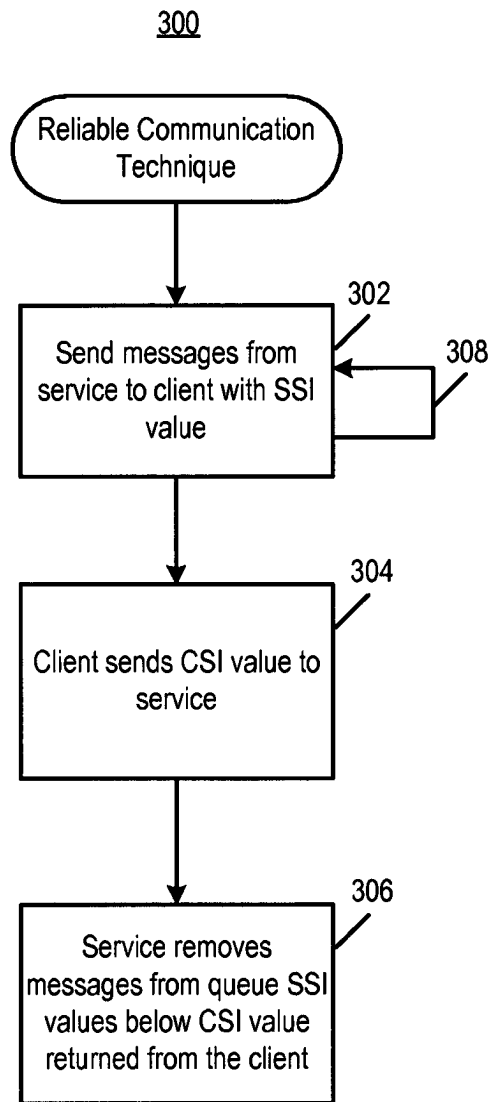 300
Reliable Communication
Technique
302
Send messages from
service to client with SSI
value
308
304
Client sends CSI value to
service
306
Service removes
messages from queue SSI
values below CSI value
returned from the client